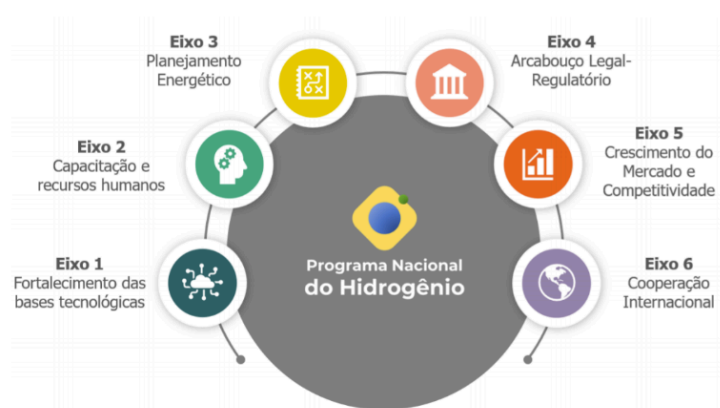 Eixo 1
Fortalecimento das
bases tecnológicas
Eixo 2
Capacitação e
recursos humanos
Eixo 3
Planejamento
Energético
Eixo 4
Arcabouço Legal-
Regulatório
Eixo 5
Crescimento do
Mercado e
Competitividade
Eixo 6
Cooperação
Internacional
Programa Nacional
do Hidrogênio